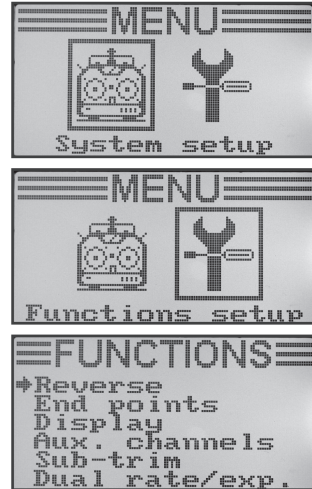 MENU
System setup
MENU
Functions setup
FUNCTIONS
Reverse
End points
Display
Aux. channels
Sub-trim
Dual rate/exp.